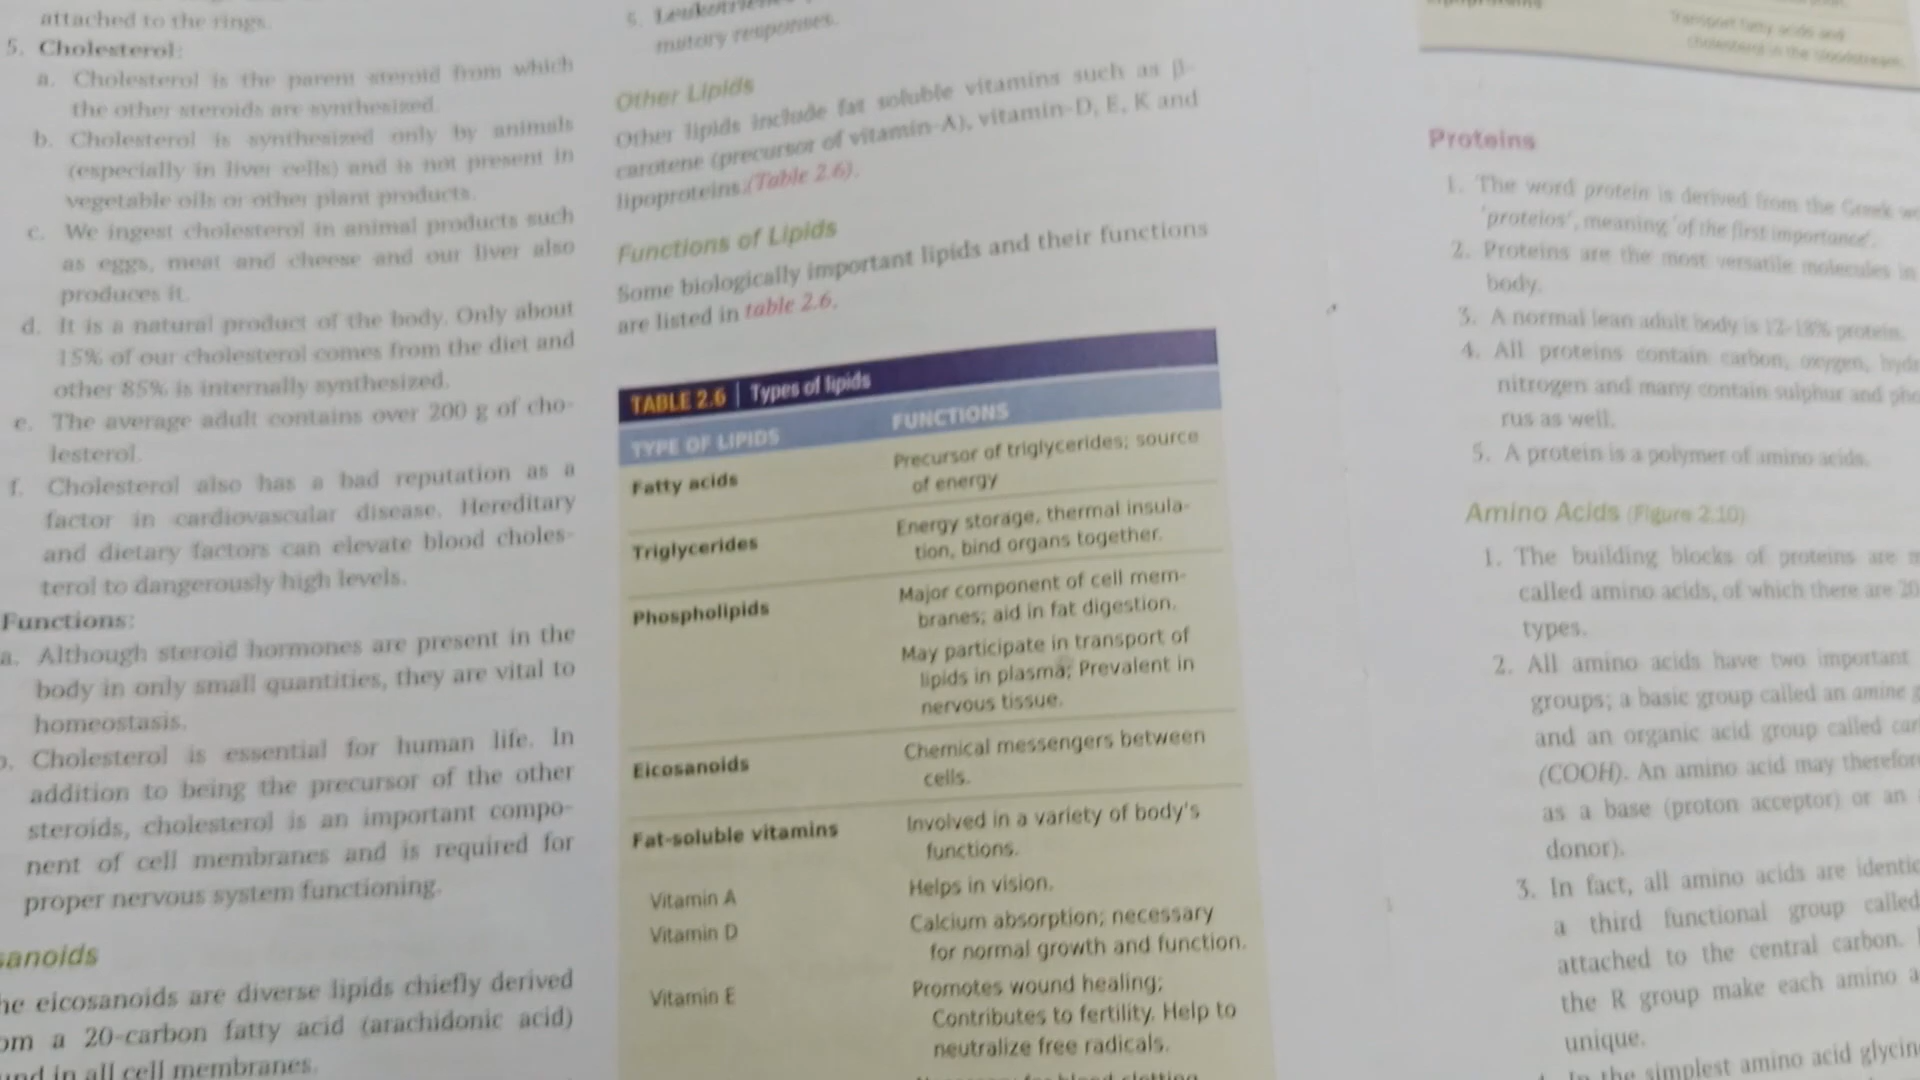 attached to the rings.
5. Cholesterol:
a. Cholesterol is the parent steroid from which
the other steroids are synthesized.
b. Cholesterol is synthesized only by animals
(especially in liver cells) and is not present in
vegetable oils or other plant products.
c. We ingest cholesterol in animal products such
as eggs, meat and cheese and our liver also
produces it.
d. It is a natural product of the body. Only about
15% of our cholesterol comes from the diet and
other 85% is internally synthesized.
e. The average adult contains over 200 g of cho-
lesterol.
f. Cholesterol also has a bad reputation as a
factor in cardiovascular disease. Hereditary
and dietary factors can elevate blood choles-
terol to dangerously high levels.
Functions:
a. Although steroid hormones are present in the
body in only small quantities, they are vital to
homeostasis.
Cholesterol is essential for human life. In
addition to being the precursor of the other
steroids, cholesterol is an important compo-
nent of cell membranes and is required for
proper nervous system functioning.
sanoids
he eicosanoids are diverse lipids chiefly derived
om a 20-carbon fatty acid (arachidonic acid)
und in all cell membranes.
5. Leukotriene
matory responses.
Other Lipids
Other lipids include fat soluble vitamins such as β-
carotene (precursor of vitamin-A), vitamin-D, E, K and
lipoproteins.(Table 2.6).
Functions of Lipids
Some biologically important lipids and their functions
are listed in table 2.6.
TABLE 2.6 | Types of lipids
TYPE OF LIPIDS FUNCTIONS
Fatty acids Precursor of triglycerides; source
of energy
Triglycerides Energy storage, thermal insula-
tion, bind organs together.
Phospholipids Major component of cell mem-
branes; aid in fat digestion.
May participate in transport of
lipids in plasma; Prevalent in
nervous tissue.
Eicosanoids Chemical messengers between
cells.
Fat-soluble vitamins Involved in a variety of body's
functions.
Vitamin A Helps in vision.
Vitamin D Calcium absorption; necessary
for normal growth and function.
Vitamin E Promotes wound healing;
Contributes to fertility. Help to
neutralize free radicals.
Transport fatty acids and
cholesterol in the bloodstream.
Proteins
1. The word protein is derived from the Greek wo
'proteios', meaning 'of the first importance'.
2. Proteins are the most versatile molecules in
body.
3. A normal lean adult body is 12-18% protein.
4. All proteins contain carbon, oxygen, hydr
nitrogen and many contain sulphur and pho
rus as well.
5. A protein is a polymer of amino acids.
Amino Acids (Figure 2.10)
1. The building blocks of proteins are m
called amino acids, of which there are 20
types.
2. All amino acids have two important
groups; a basic group called an amine g
and an organic acid group called car
(COOH). An amino acid may therefore
as a base (proton acceptor) or an
donor).
3. In fact, all amino acids are identic
a third functional group called
attached to the central carbon.
the R group make each amino a
unique.
In the simplest amino acid glycin